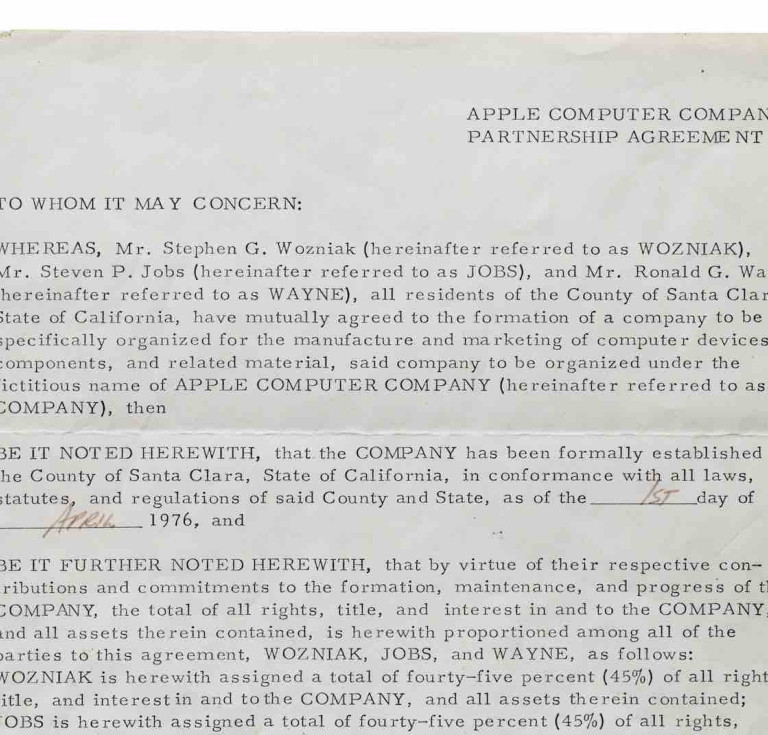 APPLE COMPUTER COMPAN
PARTNERSHIP AGREEMENT
TO WHOM IT MAY CONCERN:
WHEREAS, Mr. Stephen G. Wozniak (hereinafter referred to as WOZNIAK),
Mr. Steven P. Jobs (hereinafter referred to as JOBS), and Mr. Ronald G. Wa
hereinafter referred to as WAYNE), all residents of the County of Santa Clar
State of California, have mutually agreed to the formation of a company to be
specifically organized for the manufacture and marketing of computer devices
components, and related material, said company to be organized under the
ictitious name of APPLE COMPUTER COMPANY (hereinafter referred to as
COMPANY), then
BE IT NOTED HEREWITH, that the COMPANY has been formally established
he County of Santa Clara, State of California, in conformance with all laws,
statutes, and regulations of said County and State, as of the 1ST day of
APRIL 1976, and
BE IT FURTHER NOTED HEREWITH, that by virtue of their respective con-
ributions and commitments to the formation, maintenance, and progress of th
COMPANY, the total of all rights, title, and interest in and to the COMPANY,
and all assets therein contained, is herewith proportioned among all of the
parties to this agreement, WOZNIAK, JOBS, and WAYNE, as follows:
WOZNIAK is herewith assigned a total of fourty-five percent (45%) of all right
itle, and interest in and to the COMPANY, and all assets therein contained;
JOBS is herewith assigned a total of fourty-five percent (45%) of all rights,